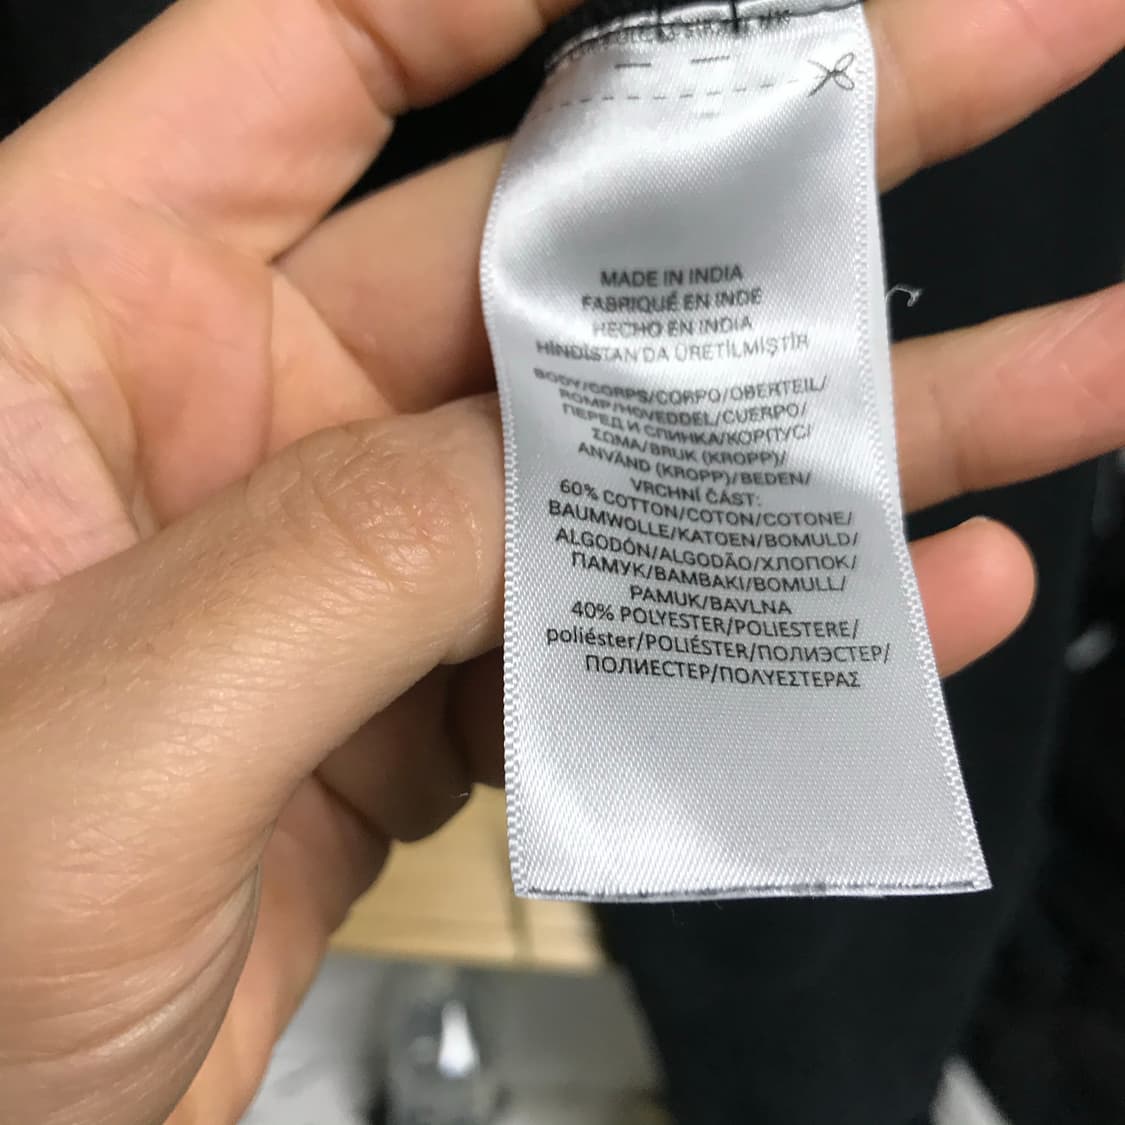 MADE IN INDIA
FABRIQUÉ EN INDE
HECHO EN INDIA
HİNDİSTAN'DA ÜRETİLMİŞTİR
BODY/CORPS/CORPO/OBERTEIL/
ROMP/HOVEDDEL/CUERPO/
ПЕРЕД И СПИНКА/КОРПУС/
ΣΩΜΑ/BRUK (KROPP)/
ANVÄND (KROPP)/BEDEN/
VRCHNÍ ČÁST:
60% COTTON/COTON/COTONE/
BAUMWOLLE/KATOEN/BOMULD/
ALGODÓN/ALGODÃO/ХЛОПОК/
ПАМУК/ΒΑΜΒΑΚΙ/BOMULL/
PAMUK/BAVLNA
40% POLYESTER/POLIESTERE/
poliéster/POLIÉSTER/ПОЛИЭСТЕР/
ПОЛИЕСТЕР/ΠΟΛΥΕΣΤΕΡΑΣ